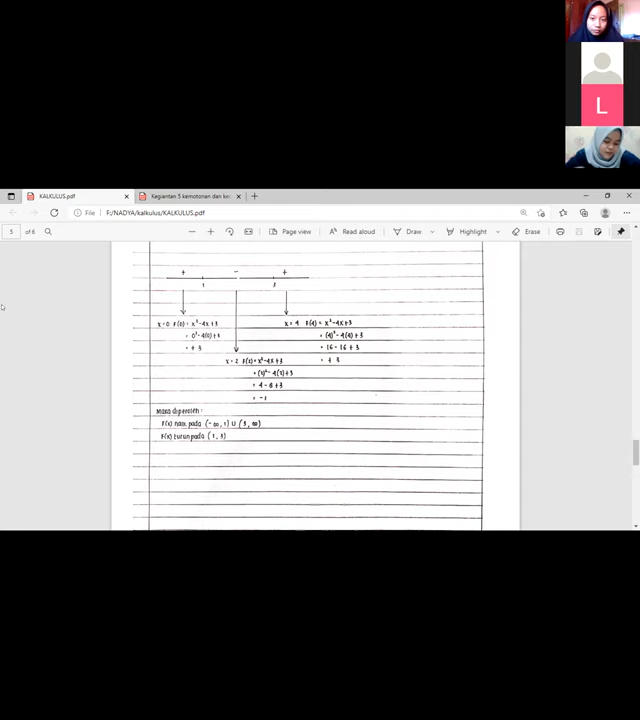 L
KALKULUS.pdf
Kegiantan 5 kemotonan dan kec
File
F:/NADYA/kalkulus/KALKULUS.pdf
5 of 6
Page view
Read aloud
Draw
Highlight
Erase
+ - +
1 3
x = 0 F(0) = x² - 4x + 3
= 0² - 4(0) + 3
= + 3
x = 4 F(4) = x² - 4x + 3
= (4)² - 4(4) + 3
= 16 - 16 + 3
= + 3
x = 2 F(2) = x² - 4x + 3
= (2)² - 4(2) + 3
= 4 - 8 + 3
= -1
Maka diperoleh :
F(x) naik pada (-∞, 1) U (3, ∞)
F(x) turun pada (1, 3)